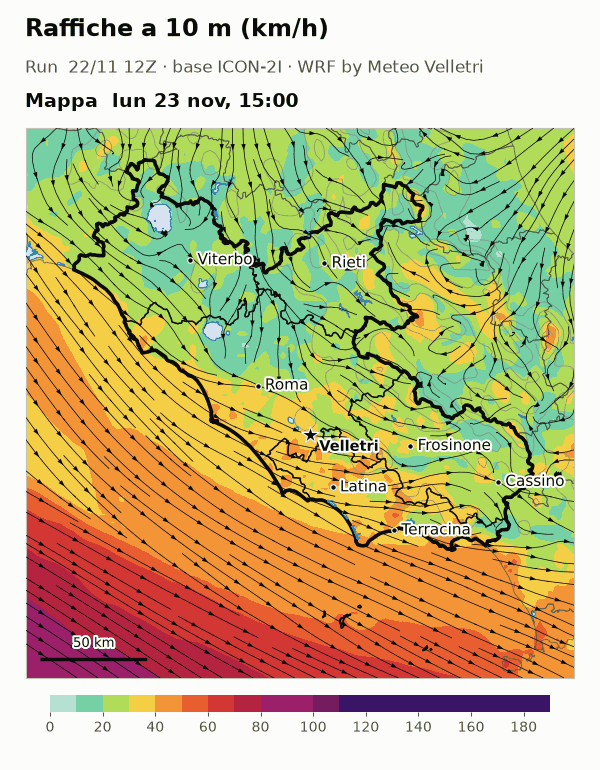 Raffiche a 10 m (km/h)
Run  22/11 12Z · base ICON-2I · WRF by Meteo Velletri
Mappa  lun 23 nov, 15:00
Viterbo
Rieti
Roma
Velletri
Frosinone
Latina
Cassino
Terracina
50 km
0 20 40 60 80 100 120 140 160 180